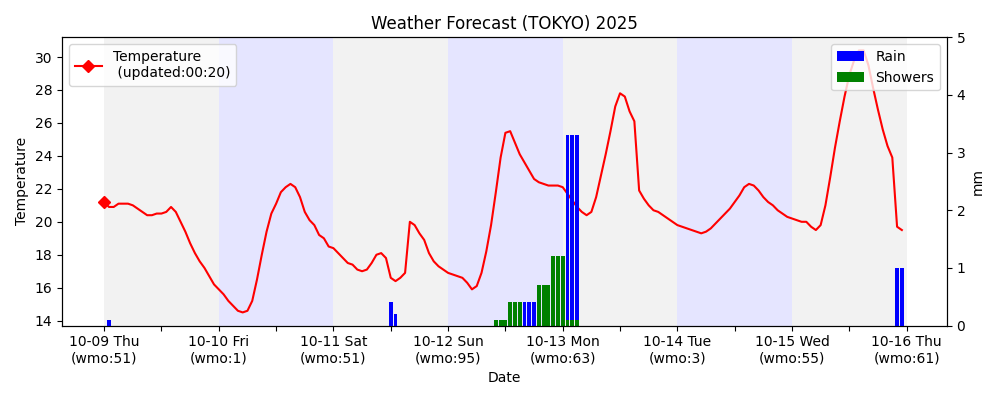 Weather Forecast (TOKYO) 2025
Temperature
(updated:00:20)
Rain
Showers
Temperature
30
28
26
24
22
20
18
16
14
5
4
3
2
1
0
mm
10-09 Thu
(wmo:51)
10-10 Fri
(wmo:1)
10-11 Sat
(wmo:51)
10-12 Sun
(wmo:95)
10-13 Mon
(wmo:63)
10-14 Tue
(wmo:3)
10-15 Wed
(wmo:55)
10-16 Thu
(wmo:61)
Date